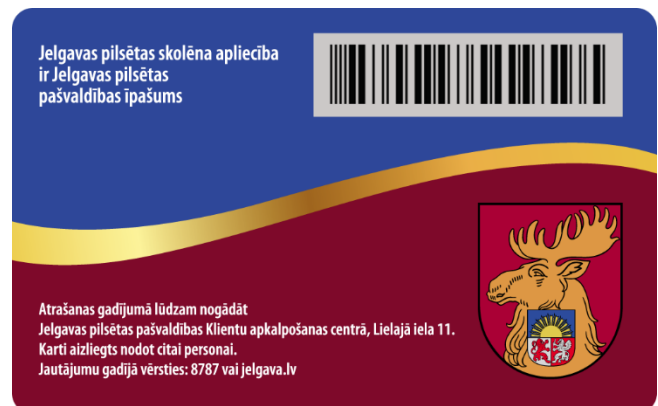 Jelgavas pilsētas skolēna apliecība
ir Jelgavas pilsētas
pašvaldības īpašums
Atrašanas gadījumā lūdzam nogādāt
Jelgavas pilsētas pašvaldības Klientu apkalpošanas centrā, Lielajā iela 11.
Karti aizliegts nodot citai personai.
Jautājumu gadījā vērsties: 8787 vai jelgava.lv